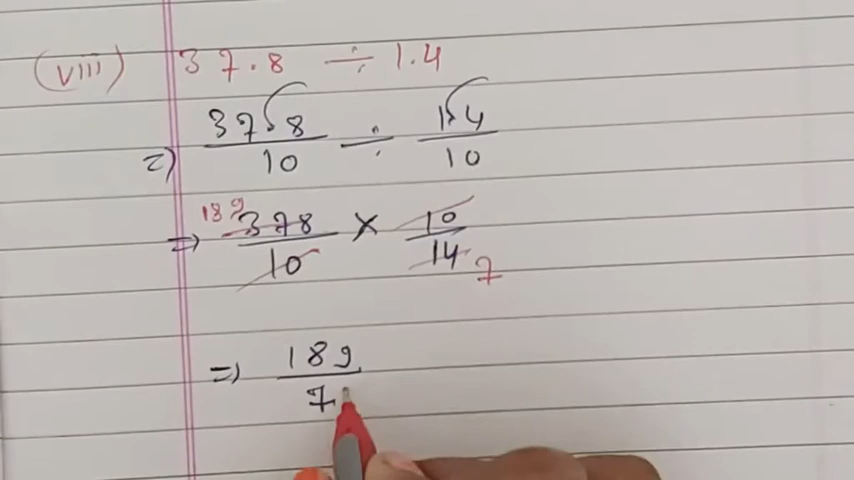 (viii) 37.8 ÷ 1.4
=) 37.8/10 ÷ 1.4/10
=> 189 378/10 × 10/14 7
=) 189/7